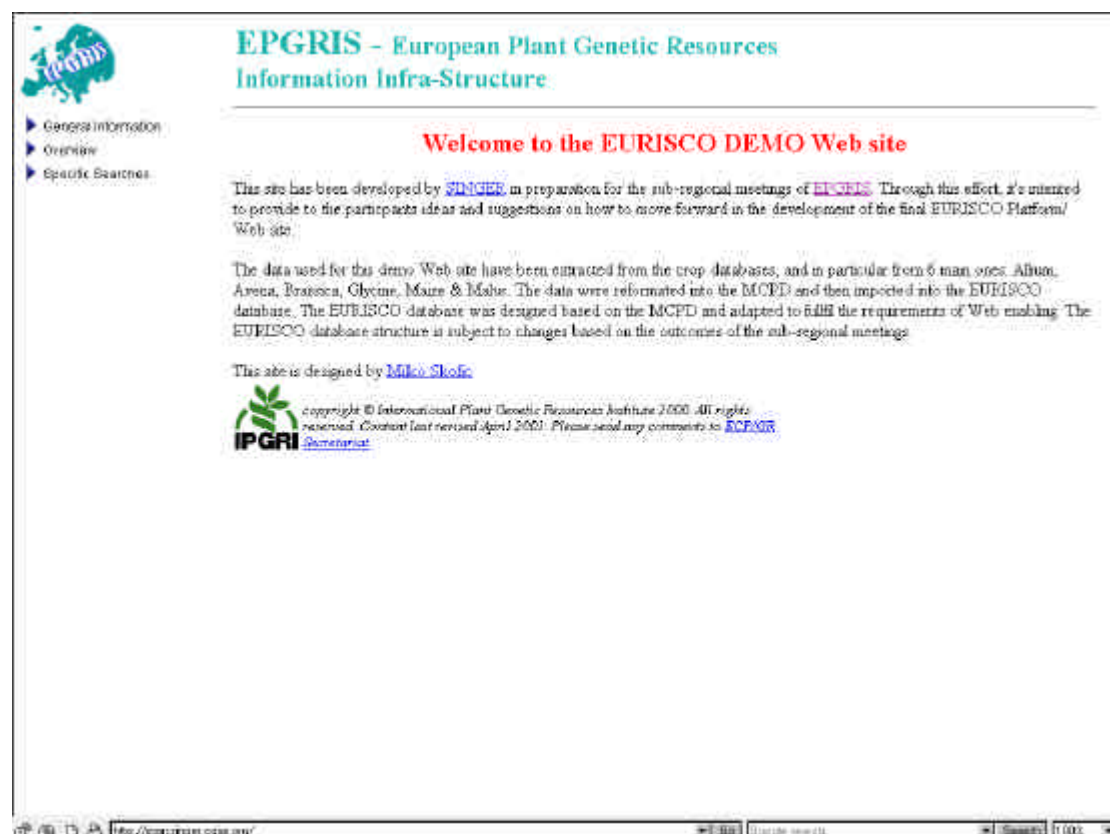 EPGRIS
EPGRIS - European Plant Genetic Resources
Information Infra-Structure
General Information
Overview
Specific Searches
Welcome to the EURISCO DEMO Web site
This site has been developed by SINGER in preparation for the sub-regional meetings of EPGRIS. Through this effort, it's intented
to provide to the participants ideas and suggestions on how to move forward in the development of the final EURISCO Platform/
Web site.
The data used for this demo Web site have been extracted from the crop databases, and in particular from 6 main ones: Allium,
Avena, Brassica, Glycine, Maize & Malus. The data were reformated into the MCPD and then imported into the EURISCO
database. The EURISCO database was designed based on the MCPD and adapted to fullfil the requirements of Web enabling. The
EURISCO database structure is subject to changes based on the outcomes of the sub-regional meetings
This site is designed by Milko Skofic
copyright © International Plant Genetic Resources Institute 2000. All rights
reserved. Content last revised April 2001. Please send any comments to ECP/GR
IPGRI Secretariat
Go
Search